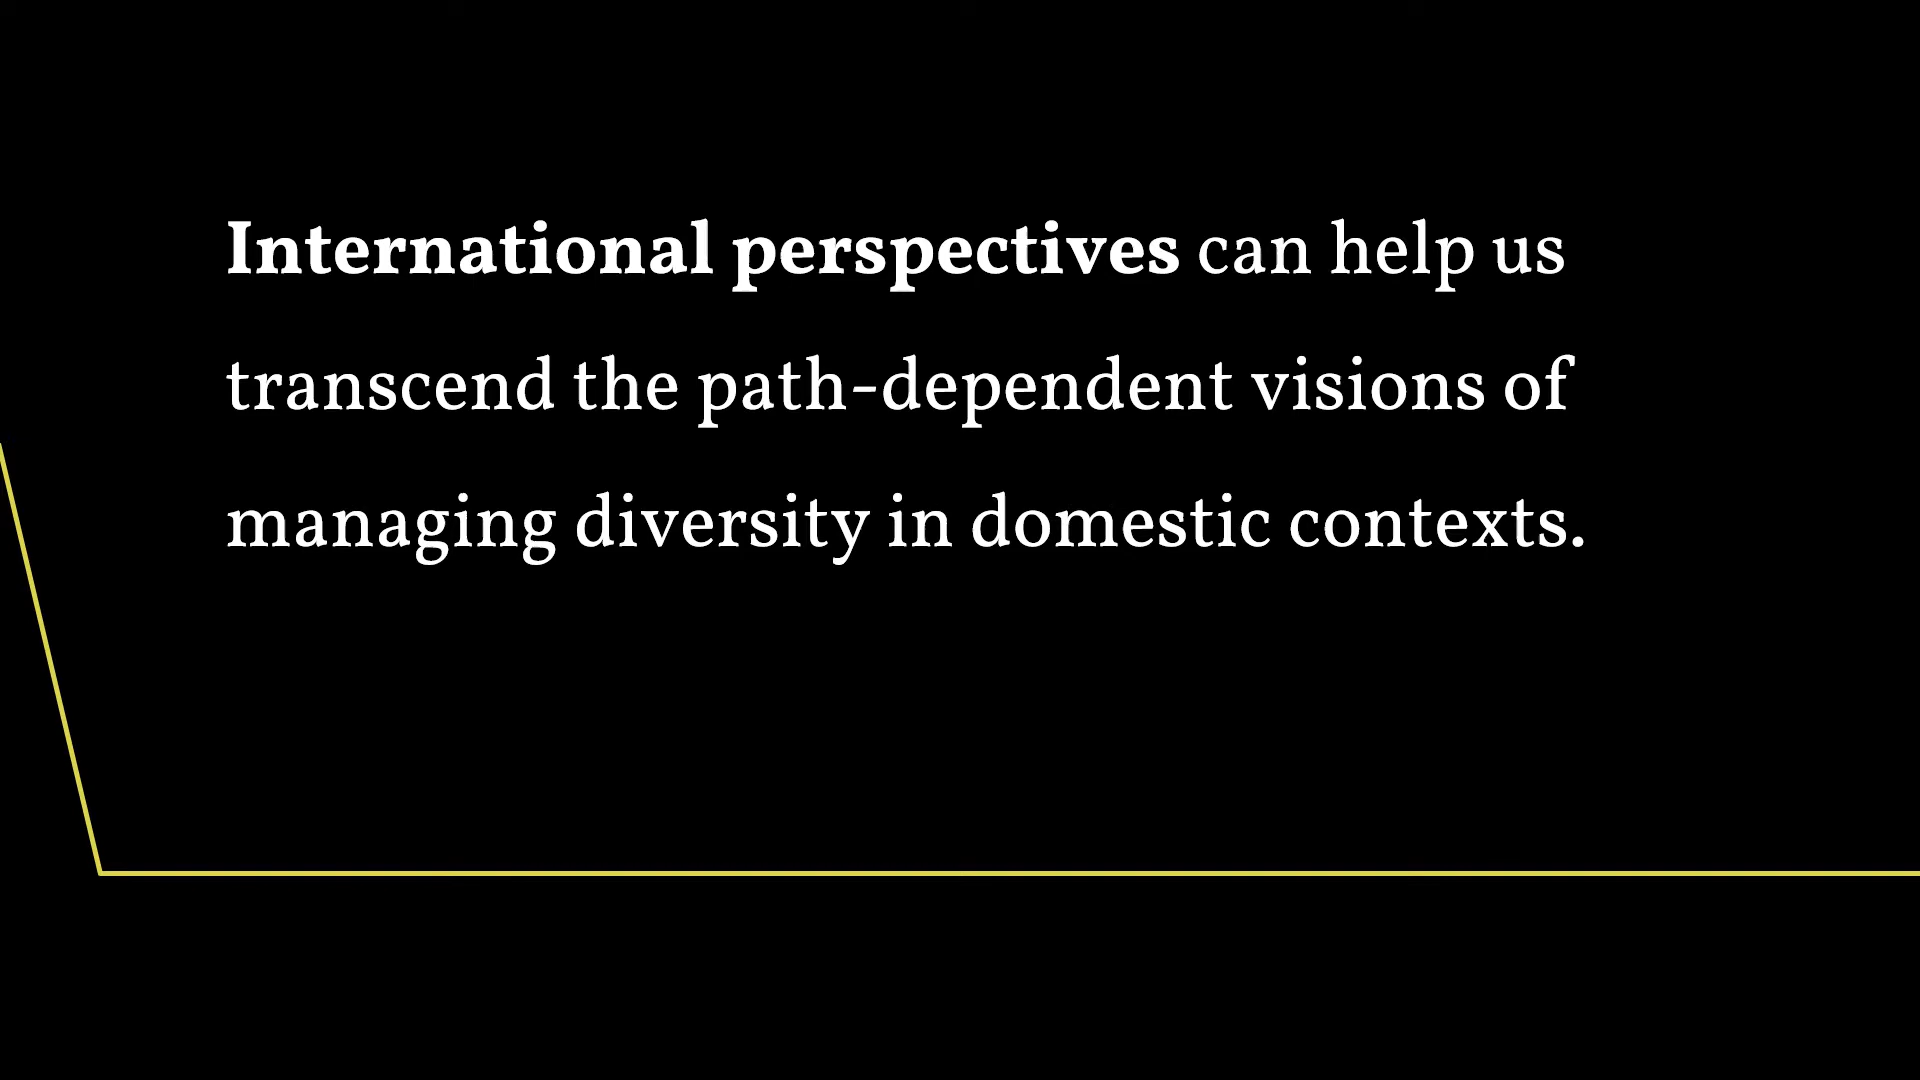 International perspectives can help us
transcend the path-dependent visions of
managing diversity in domestic contexts.